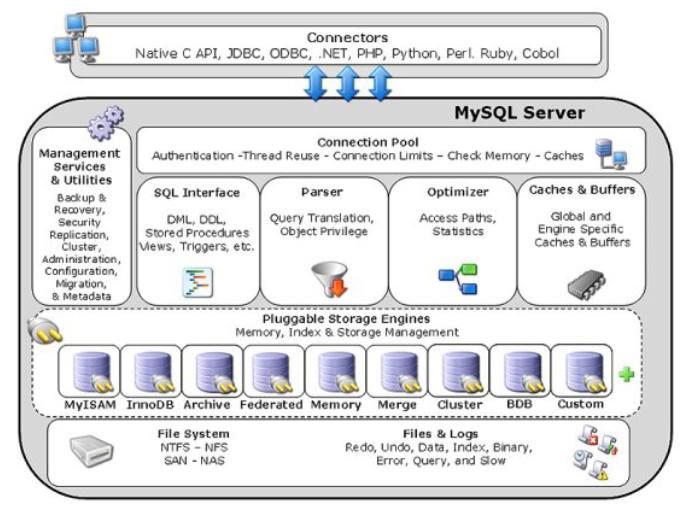 Connectors
Native C API, JDBC, ODBC, .NET, PHP, Python, Perl. Ruby, Cobol
MySQL Server
Management
Services
& Utilities
Backup &
Recovery,
Security
Replication,
Cluster,
Administration,
Configuration,
Migration,
& Metadata
Connection Pool
Authentication -Thread Reuse - Connection Limits – Check Memory - Caches
SQL Interface
DML, DDL,
Stored Procedures
Views, Triggers, etc.
Parser
Query Translation,
Object Privilege
Optimizer
Access Paths,
Statistics
Caches & Buffers
Global and
Engine Specific
Caches & Buffers
Pluggable Storage Engines
Memory, Index & Storage Management
MyISAM InnoDB Archive Federated Memory Merge Cluster BDB Custom
File System
NTFS – NFS
SAN - NAS
Files & Logs
Redo, Undo, Data, Index, Binary,
Error, Query, and Slow